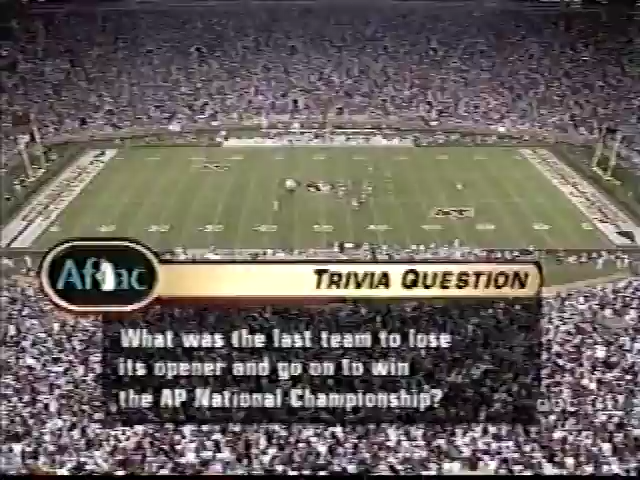 Aflac
TRIVIA QUESTION
What was the last team to lose
its opener and go on to win
the AP National Championship?